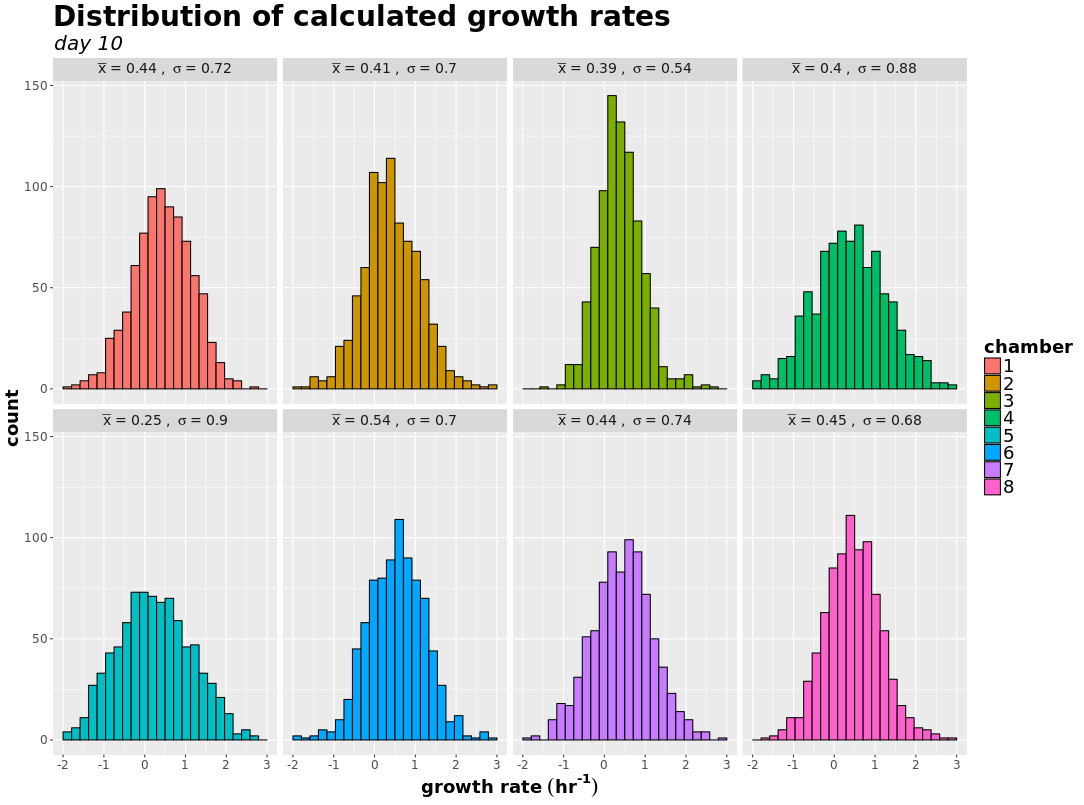 Distribution of calculated growth rates
day 10
x̅ = 0.44 , σ = 0.72
x̅ = 0.41 , σ = 0.7
x̅ = 0.39 , σ = 0.54
x̅ = 0.4 , σ = 0.88
150
100
50
0
x̅ = 0.25 , σ = 0.9
x̅ = 0.54 , σ = 0.7
x̅ = 0.44 , σ = 0.74
x̅ = 0.45 , σ = 0.68
150
100
50
0
-2 -1 0 1 2 3
-2 -1 0 1 2 3
-2 -1 0 1 2 3
-2 -1 0 1 2 3
count
growth rate (hr⁻¹)
chamber
1
2
3
4
5
6
7
8